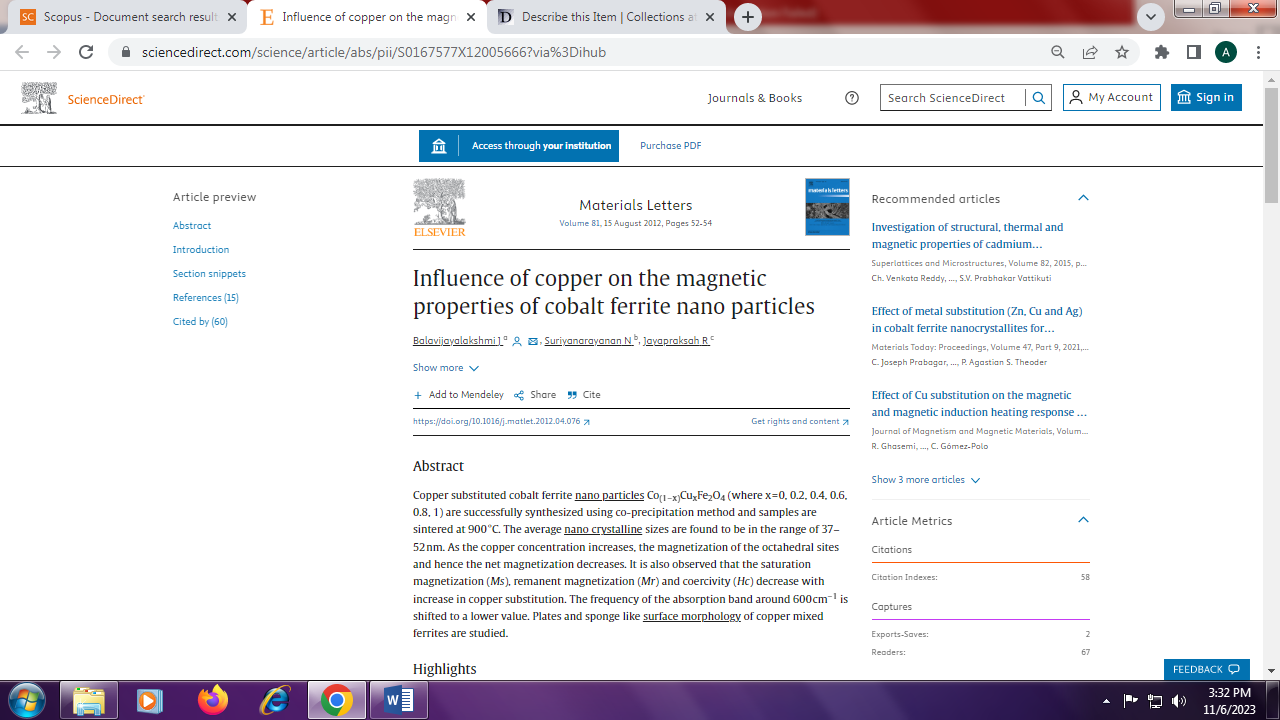 Scopus - Document search result
Influence of copper on the magn
Describe this Item | Collections a
sciencedirect.com/science/article/abs/pii/S0167577X12005666?via%3Dihub
A
ScienceDirect
Journals & Books
Search ScienceDirect
My Account
Sign in
Access through your institution
Purchase PDF
Article preview
Abstract
Introduction
Section snippets
References (15)
Cited by (60)
ELSEVIER
Materials Letters
Volume 81, 15 August 2012, Pages 52-54
materials letters
Influence of copper on the magnetic
properties of cobalt ferrite nano particles
Balavijayalakshmi J a, Suriyanarayanan N b, Jayapraksah R c
Show more
+ Add to Mendeley Share Cite
https://doi.org/10.1016/j.matlet.2012.04.076
Get rights and content
Abstract
Copper substituted cobalt ferrite nano particles Co(1−x)CuxFe2O4 (where x=0, 0.2, 0.4, 0.6,
0.8, 1) are successfully synthesized using co-precipitation method and samples are
sintered at 900°C. The average nano crystalline sizes are found to be in the range of 37–
52nm. As the copper concentration increases, the magnetization of the octahedral sites
and hence the net magnetization decreases. It is also observed that the saturation
magnetization (Ms), remanent magnetization (Mr) and coercivity (Hc) decrease with
increase in copper substitution. The frequency of the absorption band around 600cm−1 is
shifted to a lower value. Plates and sponge like surface morphology of copper mixed
ferrites are studied.
Highlights
Recommended articles
Investigation of structural, thermal and
magnetic properties of cadmium…
Superlattices and Microstructures, Volume 82, 2015, p…
Ch. Venkata Reddy, …, S.V. Prabhakar Vattikuti
Effect of metal substitution (Zn, Cu and Ag)
in cobalt ferrite nanocrystallites for…
Materials Today: Proceedings, Volume 47, Part 9, 2021,…
C. Joseph Prabagar, …, P. Agastian S. Theoder
Effect of Cu substitution on the magnetic
and magnetic induction heating response …
Journal of Magnetism and Magnetic Materials, Volum…
R. Ghasemi, …, C. Gómez-Polo
Show 3 more articles
Article Metrics
Citations
Citation Indexes: 58
Captures
Exports-Saves: 2
Readers: 67
FEEDBACK
3:32 PM
11/6/2023